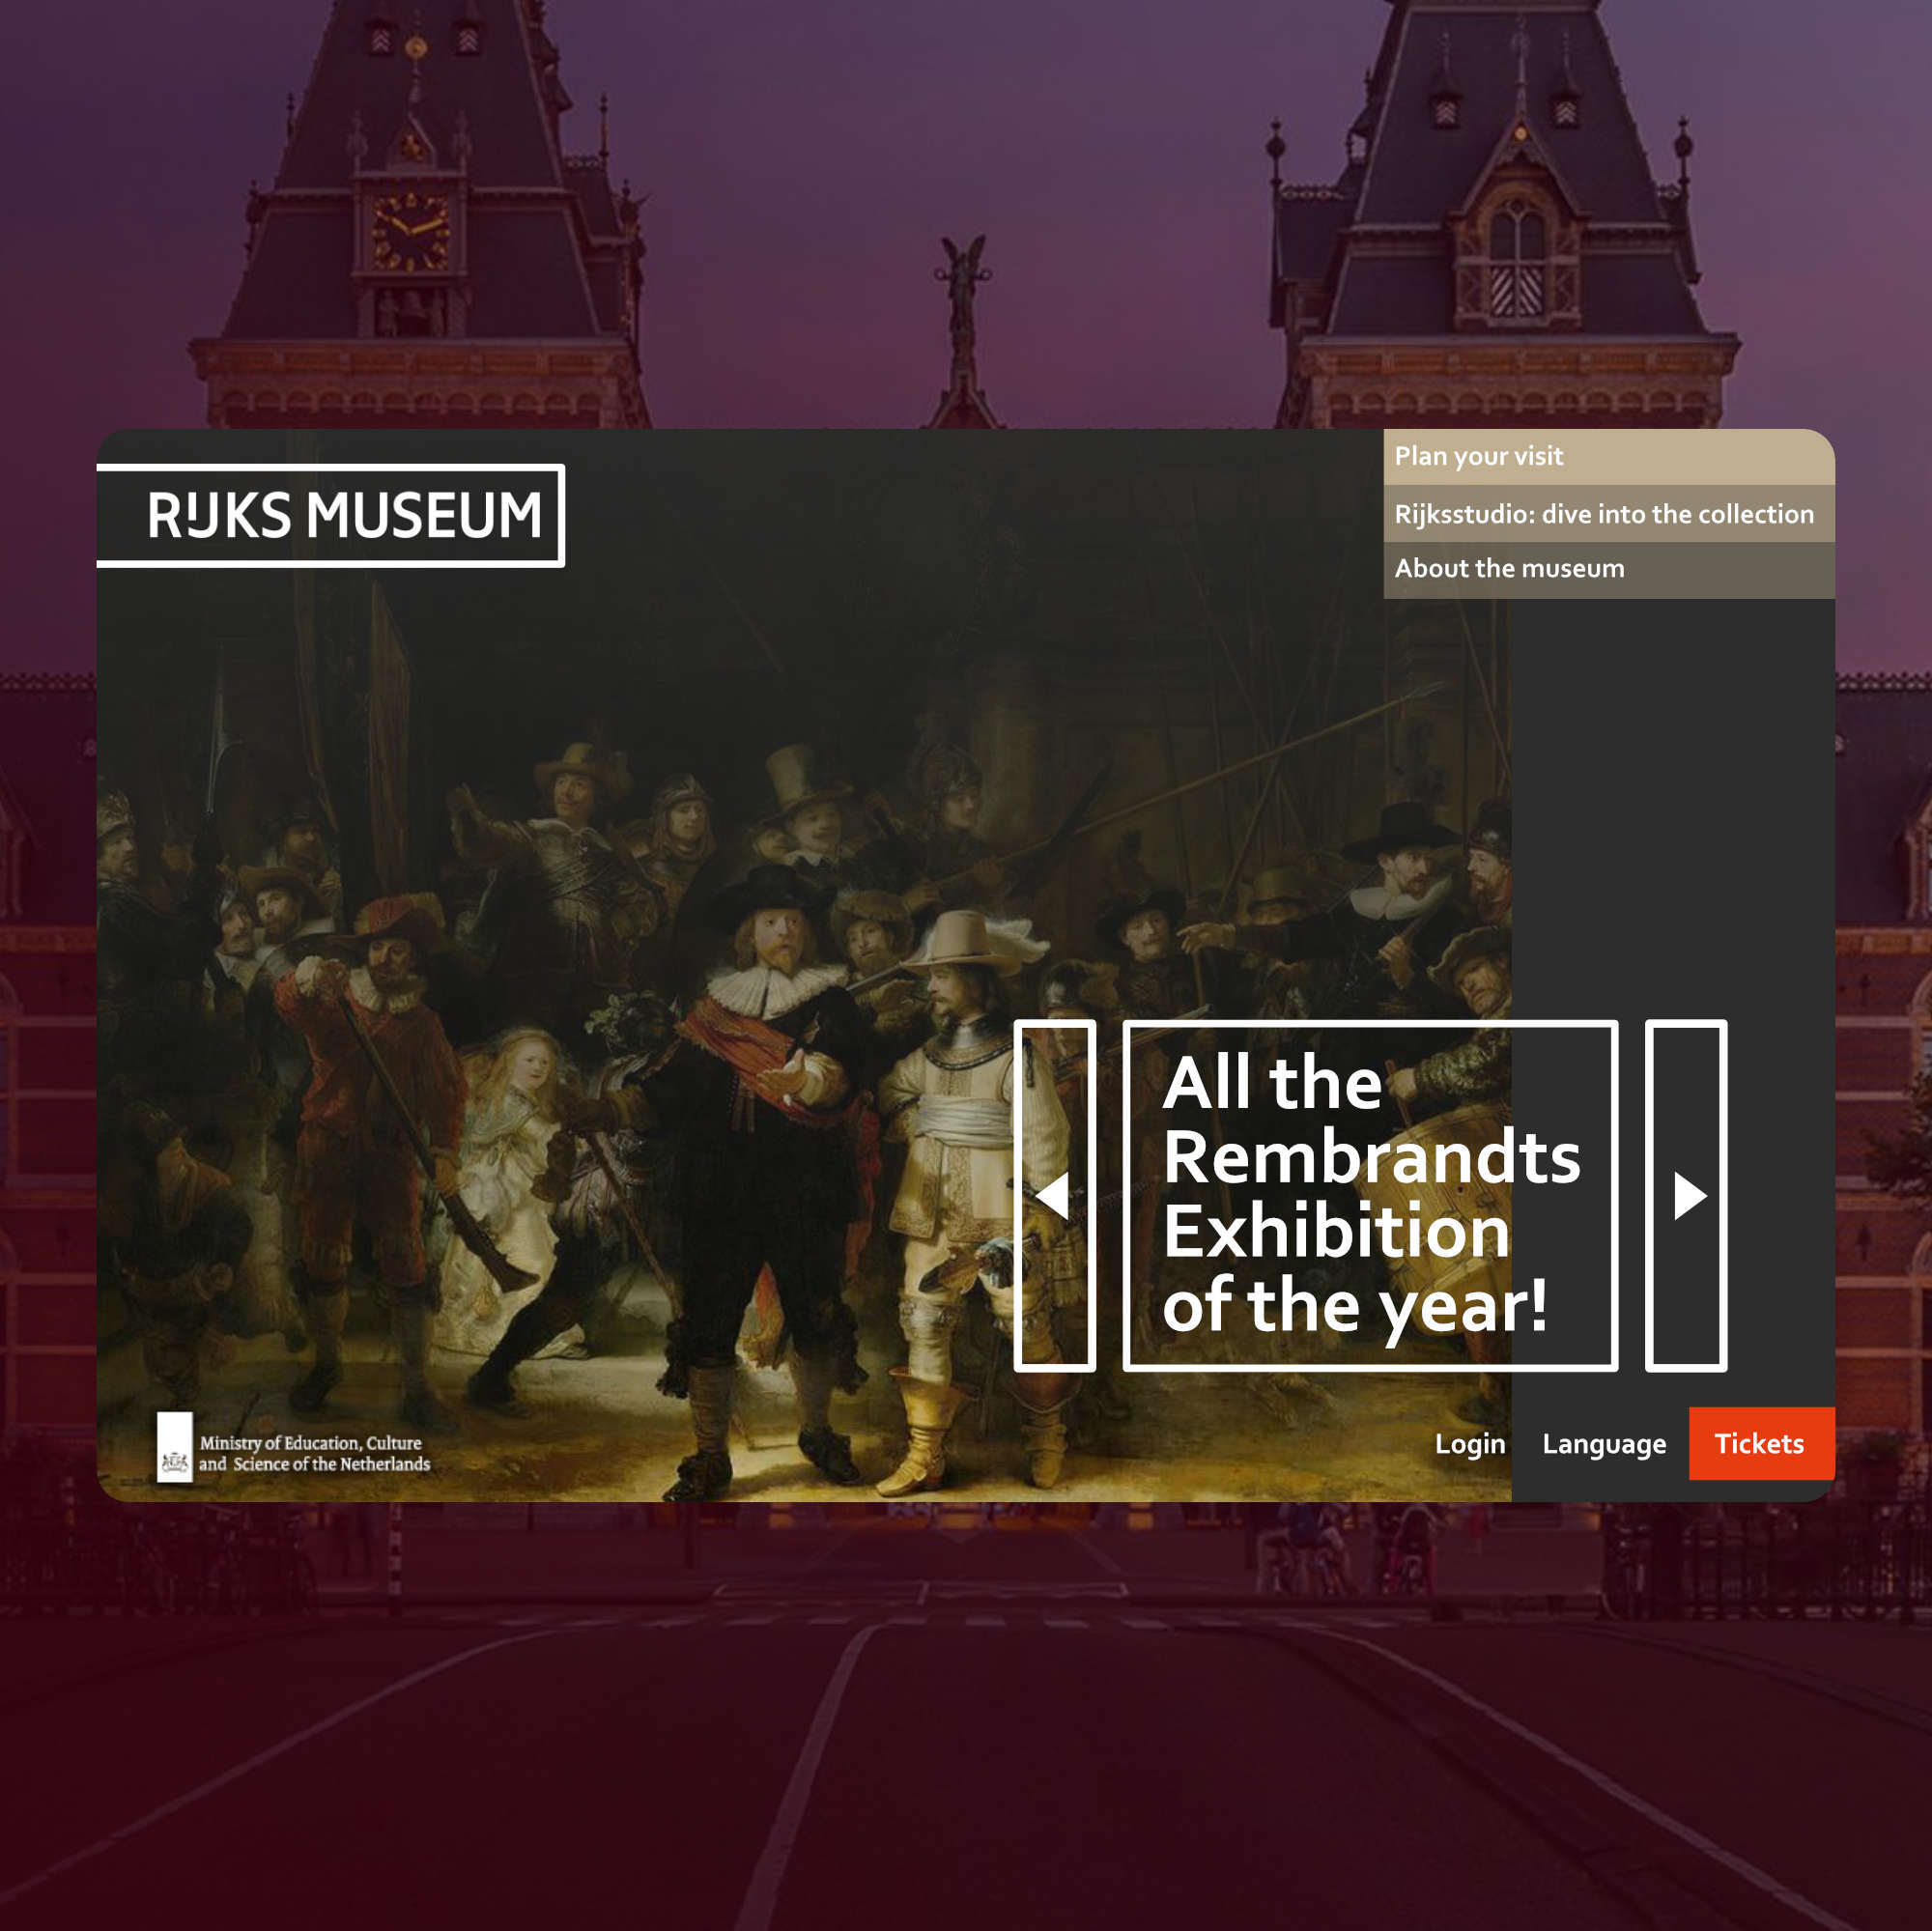 RIJKS MUSEUM
Plan your visit
Rijksstudio: dive into the collection
About the museum
All the
Rembrandts
Exhibition
of the year!
Ministry of Education, Culture
and Science of the Netherlands
Login
Language
Tickets